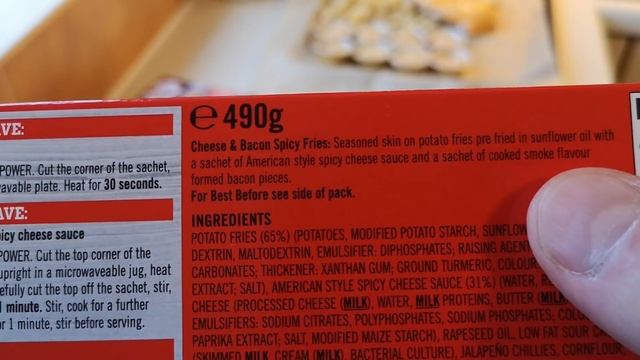 AVE:
POWER. Cut the corner of the sachet,
avable plate. Heat for 30 seconds.
AVE:
icy cheese sauce
POWER. Cut the top corner of the
upright in a microwaveable jug, heat
efully cut the top off the sachet, stir,
minute. Stir, cook for a further
r 1 minute, stir before serving.
e 490g
Cheese & Bacon Spicy Fries: Seasoned skin on potato fries pre fried in sunflower oil with
a sachet of American style spicy cheese sauce and a sachet of cooked smoke flavour
formed bacon pieces.
For Best Before see side of pack.
INGREDIENTS
POTATO FRIES (65%) (POTATOES, MODIFIED POTATO STARCH, SUNFLOW
DEXTRIN, MALTODEXTRIN, EMULSIFIER: DIPHOSPHATES; RAISING AGENT
CARBONATES; THICKENER: XANTHAN GUM; GROUND TURMERIC, COLOUR
EXTRACT; SALT), AMERICAN STYLE SPICY CHEESE SAUCE (31%) (WATER,
CHEESE (PROCESSED CHEESE (MILK), WATER, MILK PROTEINS, BUTTER (MILK
EMULSIFIERS: SODIUM CITRATES, POLYPHOSPHATES, SODIUM PHOSPHATES; COLO
PAPRIKA EXTRACT; SALT, MODIFIED MAIZE STARCH), RAPESEED OIL, LOW FAT SOUR
(SKIMMED MILK, CREAM (MILK), BACTERIAL CULTURE), JALAPEÑO CHILLIES, CORNFLOUR